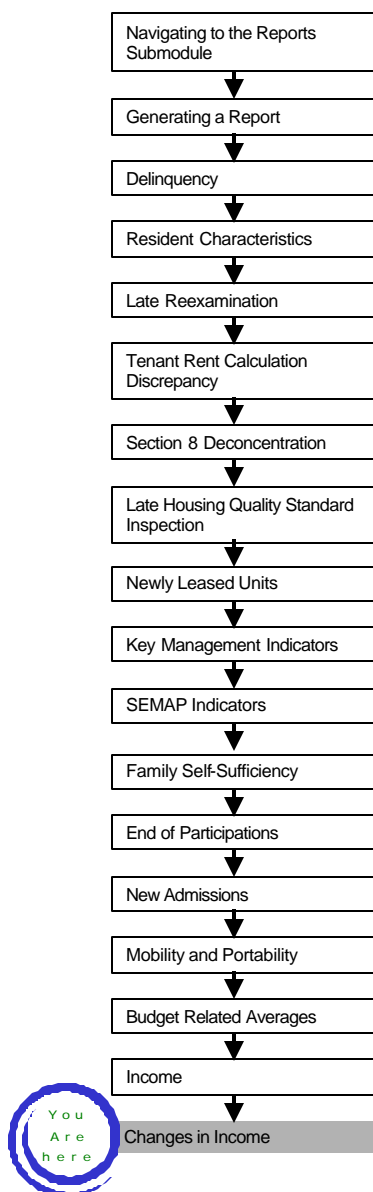 Navigating to the Reports
Submodule
Generating a Report
Delinquency
Resident Characteristics
Late Reexamination
Tenant Rent Calculation
Discrepancy
Section 8 Deconcentration
Late Housing Quality Standard
Inspection
Newly Leased Units
Key Management Indicators
SEMAP Indicators
Family Self-Sufficiency
End of Participations
New Admissions
Mobility and Portability
Budget Related Averages
Income
You
Are
here
Changes in Income